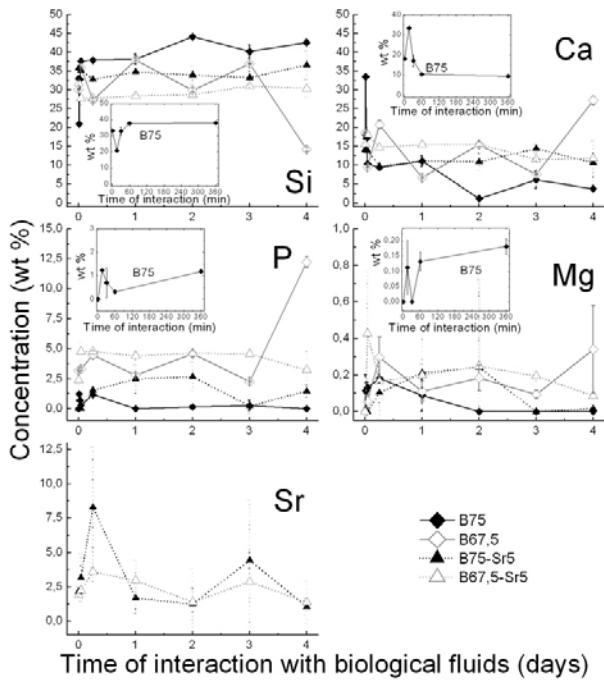 50
45
40
35
30
25
20
15
10
5
0
0 1 2 3 4
Si
50
40
30
20
10
0
wt %
B75
0 60 120 180 240 300 360
Time of interaction (min)
50
45
40
35
30
25
20
15
10
5
0
0 1 2 3 4
Ca
40
30
20
10
0
wt %
B75
0 60 120 180 240 300 360
Time of interaction (min)
15,0
12,5
10,0
7,5
5,0
2,5
0,0
0 1 2 3 4
P
3
2
1
0
wt %
B75
0 60 120 180 240 300 360
Time of interaction (min)
1,0
0,8
0,6
0,4
0,2
0,0
0 1 2 3 4
Mg
0,20
0,15
0,10
0,05
0,00
wt %
B75
0 60 120 180 240 300 360
Time of interaction (min)
12,5
10,0
7,5
5,0
2,5
0,0
0 1 2 3 4
Sr
B75
B67,5
B75-Sr5
B67,5-Sr5
Concentration (wt %)
Time of interaction with biological fluids (days)